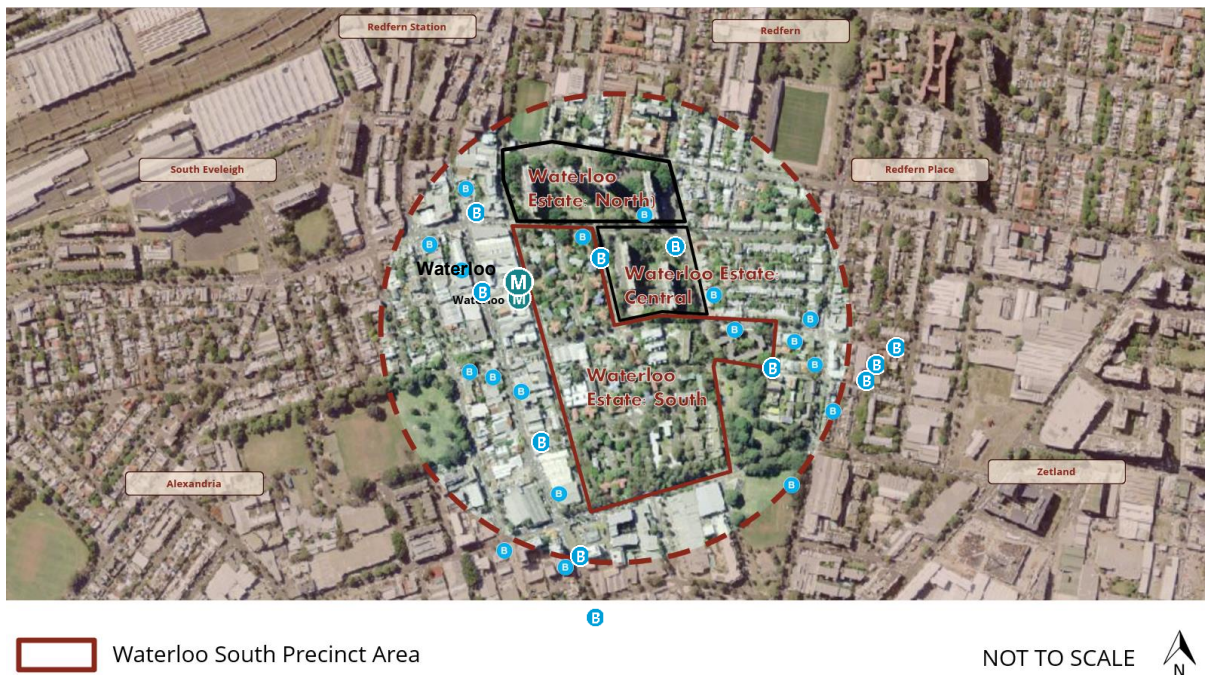 Redfern Station
Redfern
South Eveleigh
Redfern Place
Waterloo
Estate: North)
B
B
B
B
B
B
B
Waterloo
M
B
Waterloo
M
Waterloo Estate:
Central
B
B
B
B
B
B
B
B
B
B
B
B
B
B
Waterloo
Estate: South
B
B
B
B
B
Alexandria
Zetland
B
B
B
B
Waterloo South Precinct Area
NOT TO SCALE
N